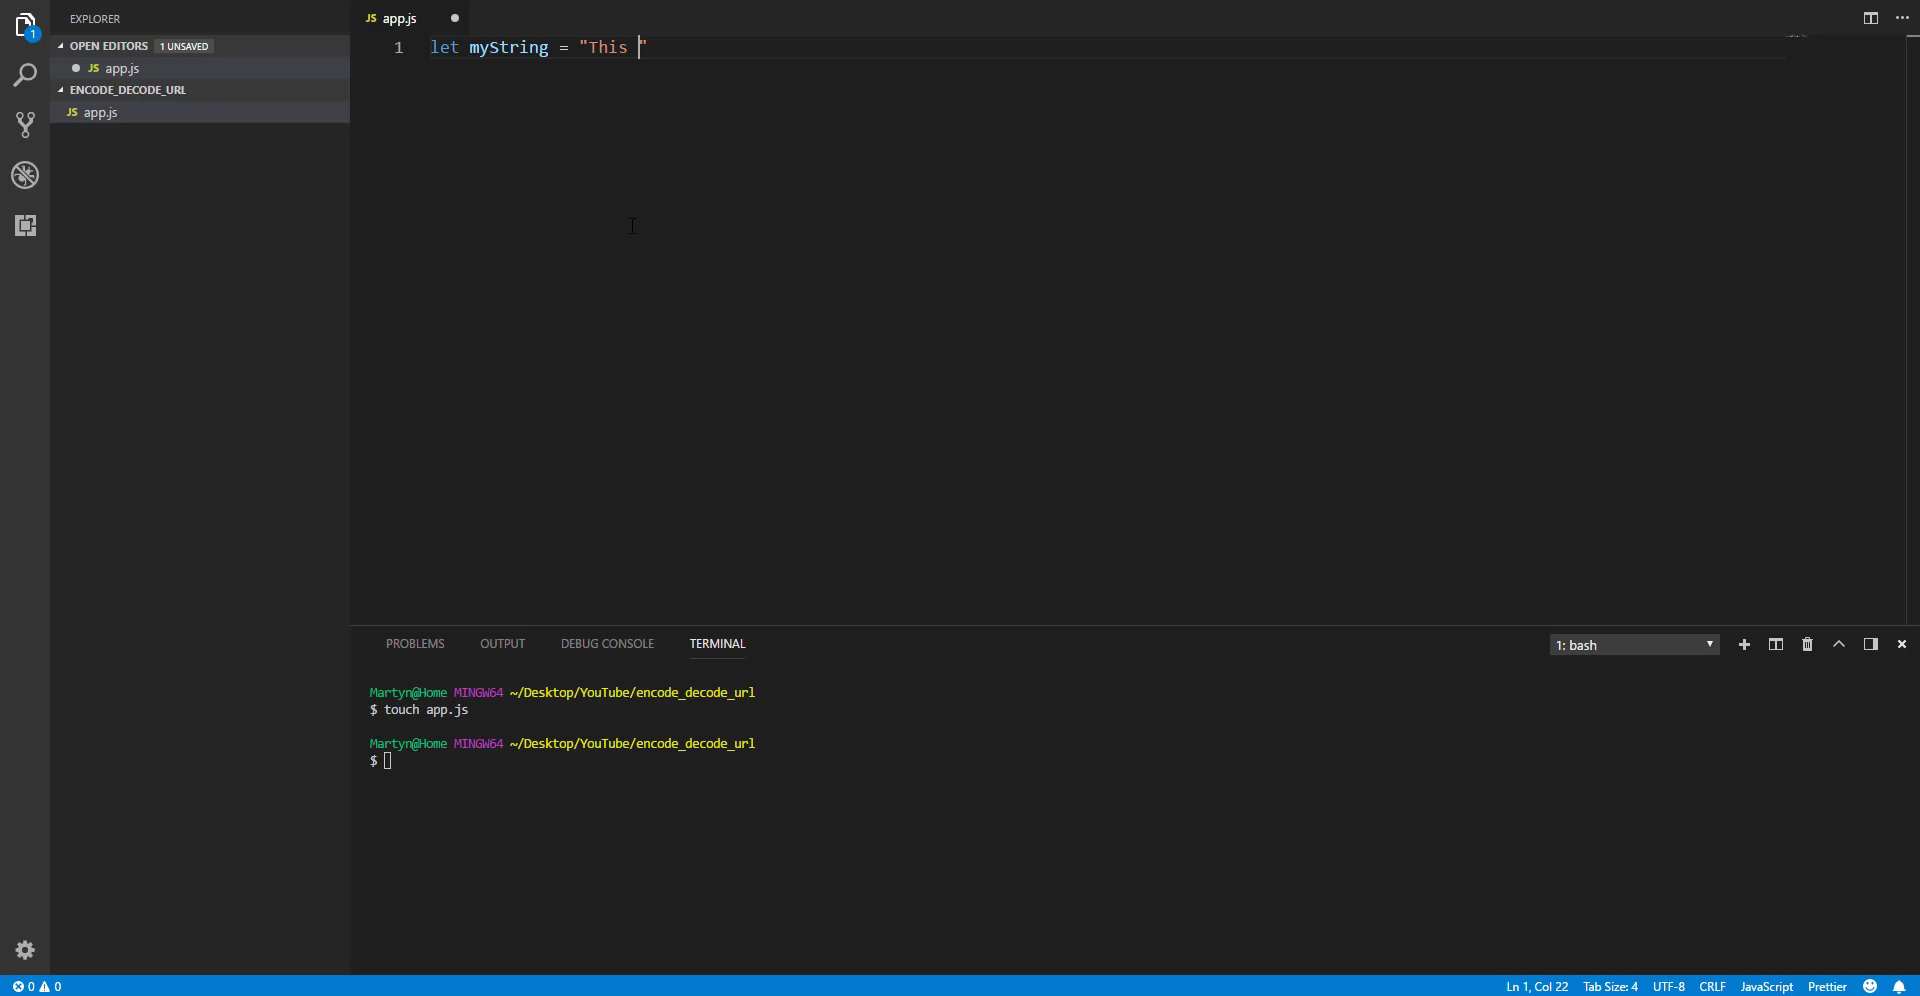 EXPLORER
OPEN EDITORS 1 UNSAVED
JS app.js
ENCODE_DECODE_URL
JS app.js
1
JS app.js
1 let myString = "This "
PROBLEMS OUTPUT DEBUG CONSOLE TERMINAL
1: bash
Martyn@Home MINGW64 ~/Desktop/YouTube/encode_decode_url
$ touch app.js
Martyn@Home MINGW64 ~/Desktop/YouTube/encode_decode_url
$
0 0
Ln 1, Col 22 Tab Size: 4 UTF-8 CRLF JavaScript Prettier